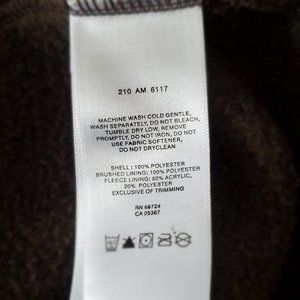 210 AM 6117
MACHINE WASH COLD GENTLE,
WASH SEPARATELY, DO NOT BLEACH,
TUMBLE DRY LOW, REMOVE
PROMPTLY, DO NOT IRON, DO NOT
USE FABRIC SOFTENER,
DO NOT DRYCLEAN
SHELL : 100% POLYESTER
BRUSHED LINING: 100% POLYESTER
FLEECE LINING: 80% ACRYLIC,
20% POLYESTER
EXCLUSIVE OF TRIMMING
RN 69724
CA 05367